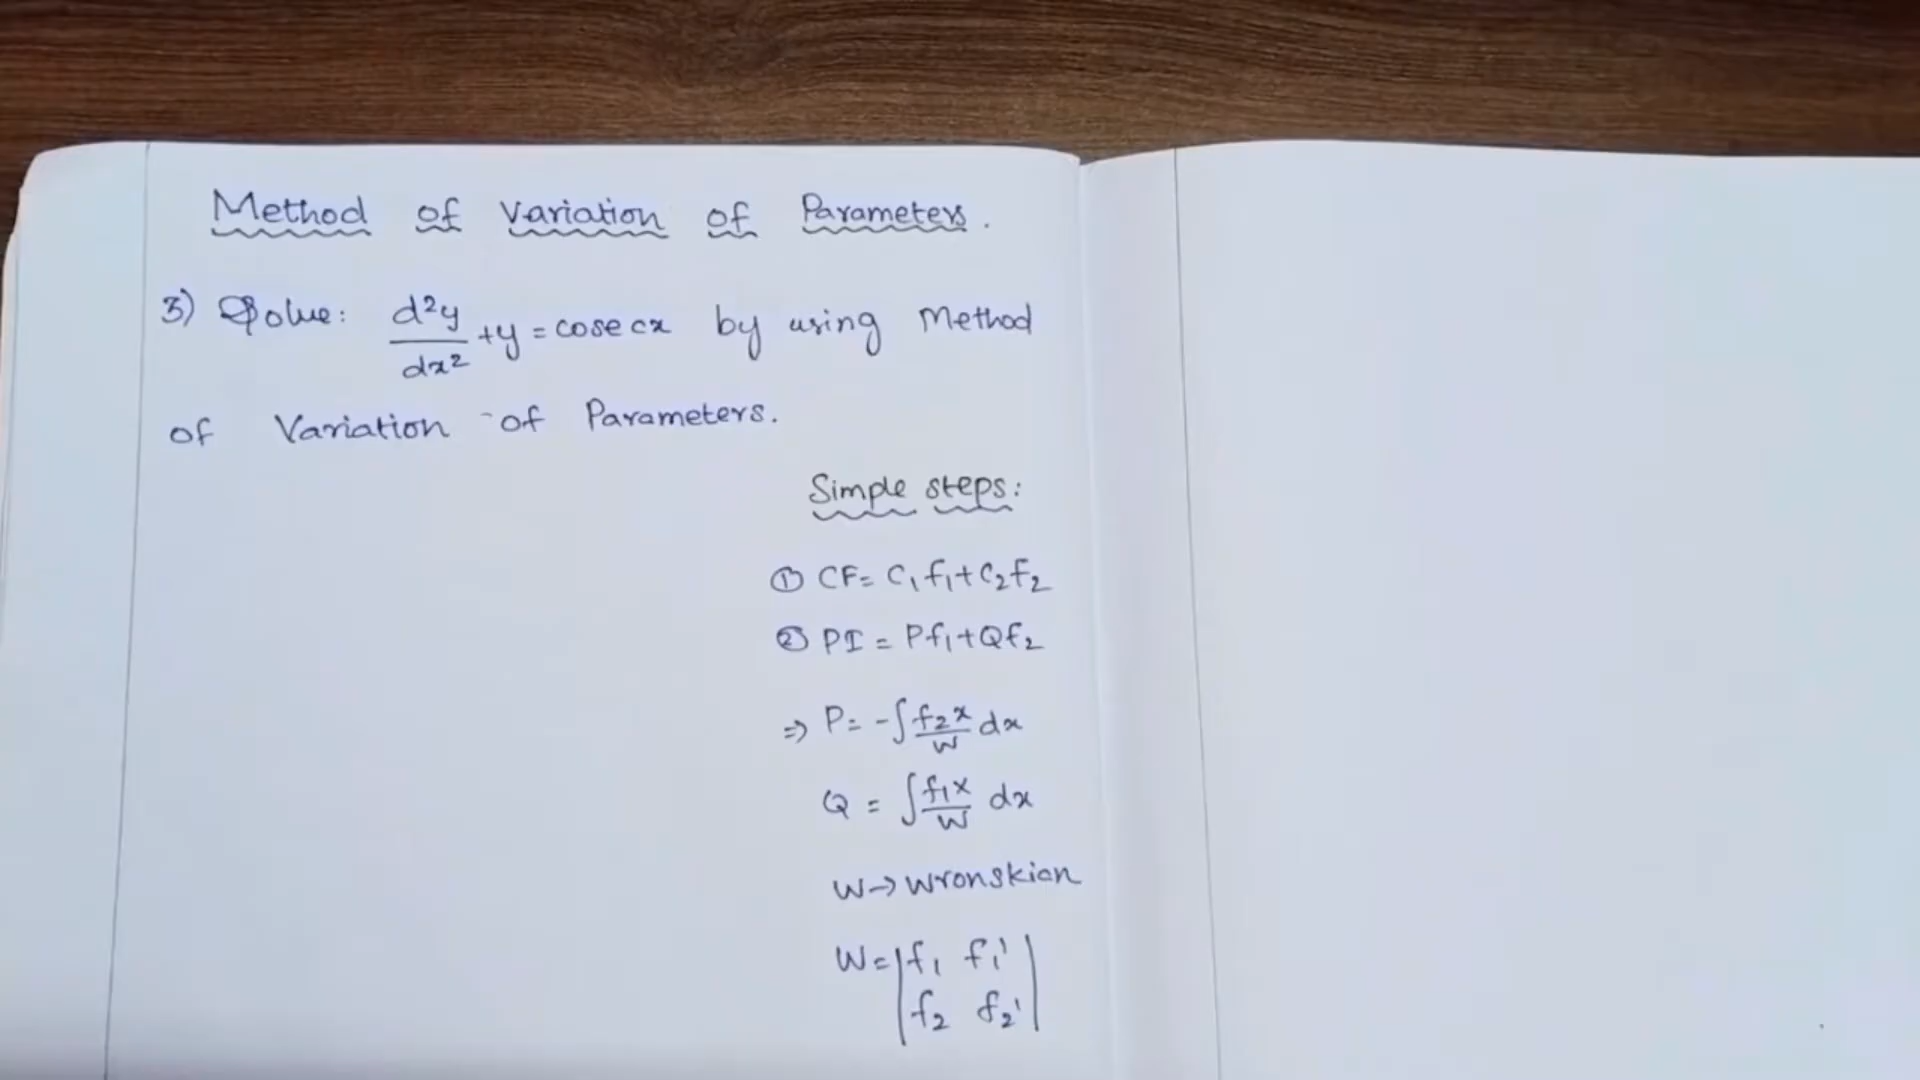 Method of Variation of Parameters.
3) Solve: d²y/dx² + y = cosecx by using Method
of Variation of Parameters.
Simple steps:
① CF = C₁f₁+C₂f₂
② PI = Pf₁+Qf₂
⇒ P = -∫ f₂x/W dx
Q = ∫ f₁x/W dx
W→Wronskian
W = |f₁ f₁'|
|f₂ f₂'|